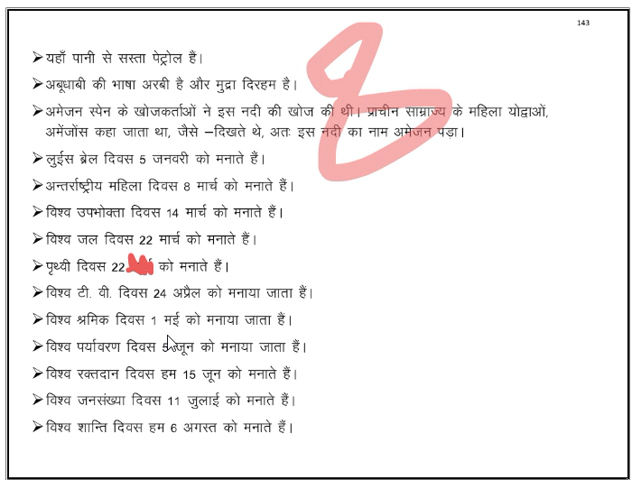 143
➢ यहाँ पानी से सस्ता पेट्रोल हैं।
➢ अबूधाबी की भाषा अरबी है और मुद्रा दिरहम है।
➢ अमेजन स्पेन के खोजकर्ताओं ने इस नदी की खोज की थी। प्राचीन साम्राज्य के महिला योद्वाओं,
अमेंजोंस कहा जाता था, जैसे –दिखते थे, अतः इस नदी का नाम अमेजन पड़ा।
➢ लुईस ब्रेल दिवस 5 जनवरी को मनाते हैं।
➢ अन्तर्राष्ट्रीय महिला दिवस 8 मार्च को मनाते हैं।
➢ विश्व उपभोक्ता दिवस 14 मार्च को मनाते हैं।
➢ विश्व जल दिवस 22 मार्च को मनाते हैं।
➢ पृथ्वी दिवस 22 को मनाते हैं।
➢ विश्व टी. वी. दिवस 24 अप्रैल को मनाया जाता हैं।
➢ विश्व श्रमिक दिवस 1 मई को मनाया जाता हैं।
➢ विश्व पर्यावरण दिवस 5 जून को मनाया जाता हैं।
➢ विश्व रक्तदान दिवस हम 15 जून को मनाते हैं।
➢ विश्व जनसंख्या दिवस 11 जुलाई को मनाते हैं।
➢ विश्व शान्ति दिवस हम 6 अगस्त को मनाते हैं।